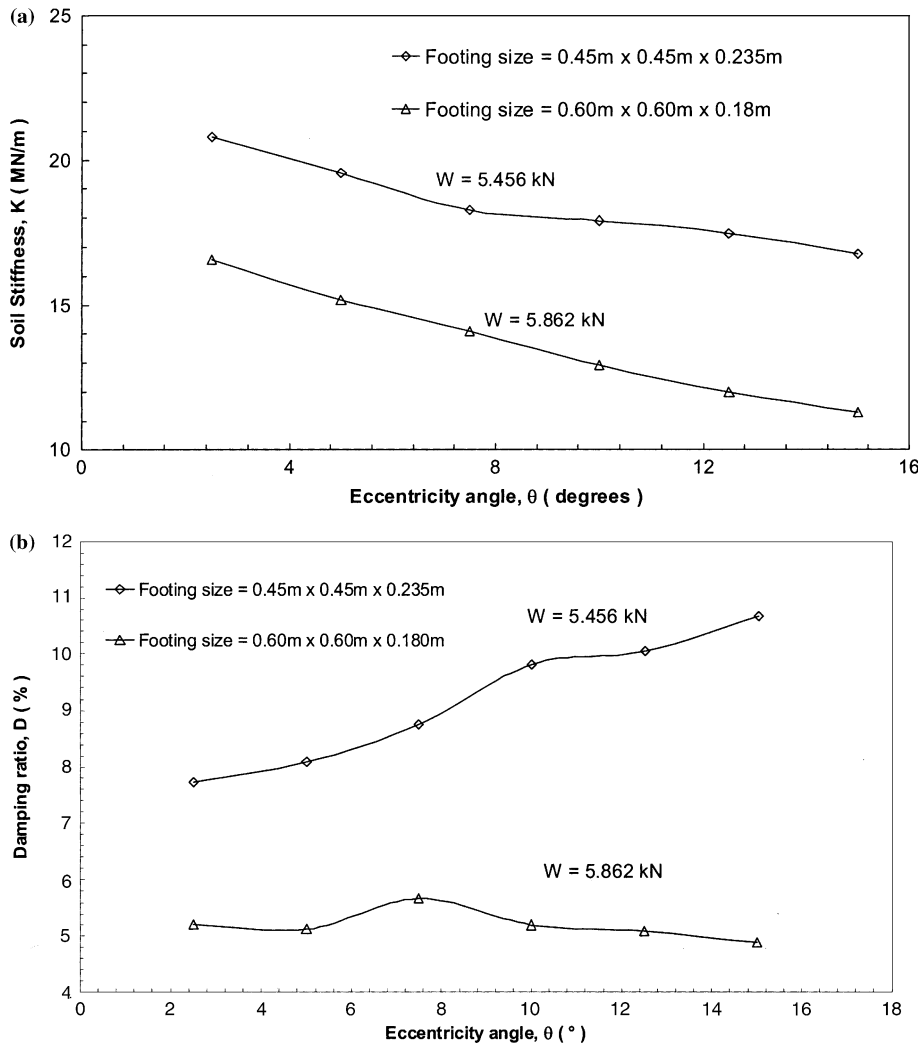 (a)
25
20
15
10
Soil Stiffness, K ( MN/m )
Footing size = 0.45m x 0.45m x 0.235m
Footing size = 0.60m x 0.60m x 0.18m
W = 5.456 kN
W = 5.862 kN
0 4 8 12 16
Eccentricity angle, θ ( degrees )
(b)
12
11
10
9
8
7
6
5
4
Damping ratio, D ( % )
Footing size = 0.45m x 0.45m x 0.235m
Footing size = 0.60m x 0.60m x 0.180m
W = 5.456 kN
W = 5.862 kN
0 2 4 6 8 10 12 14 16 18
Eccentricity angle, θ ( ° )